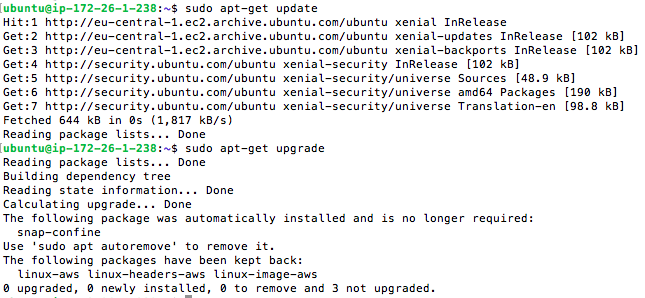 [ubuntu@ip-172-26-1-238:~$ sudo apt-get update
Hit:1 http://eu-central-1.ec2.archive.ubuntu.com/ubuntu xenial InRelease
Get:2 http://eu-central-1.ec2.archive.ubuntu.com/ubuntu xenial-updates InRelease [102 kB]
Get:3 http://eu-central-1.ec2.archive.ubuntu.com/ubuntu xenial-backports InRelease [102 kB]
Get:4 http://security.ubuntu.com/ubuntu xenial-security InRelease [102 kB]
Get:5 http://security.ubuntu.com/ubuntu xenial-security/universe Sources [48.9 kB]
Get:6 http://security.ubuntu.com/ubuntu xenial-security/universe amd64 Packages [190 kB]
Get:7 http://security.ubuntu.com/ubuntu xenial-security/universe Translation-en [98.8 kB]
Fetched 644 kB in 0s (1,817 kB/s)
Reading package lists... Done
[ubuntu@ip-172-26-1-238:~$ sudo apt-get upgrade
Reading package lists... Done
Building dependency tree
Reading state information... Done
Calculating upgrade... Done
The following package was automatically installed and is no longer required:
  snap-confine
Use 'sudo apt autoremove' to remove it.
The following packages have been kept back:
  linux-aws linux-headers-aws linux-image-aws
0 upgraded, 0 newly installed, 0 to remove and 3 not upgraded.